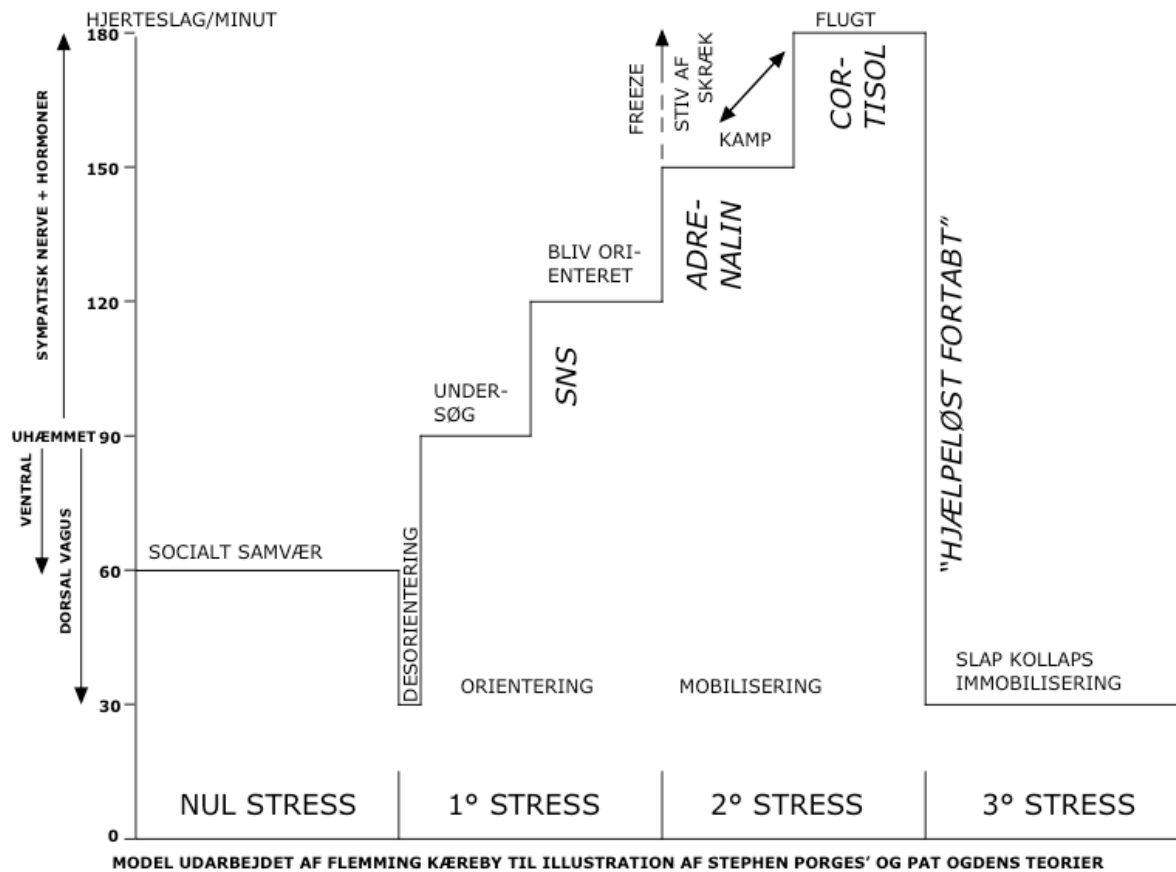 HJERTESLAG/MINUT
180
150
120
90
60
30
0
SYMPATISK NERVE + HORMONER
UHÆMMET
VENTRAL
DORSAL VAGUS
SOCIALT SAMVÆR
DESORIENTERING
UNDER-
SØG
SNS
BLIV ORI-
ENTERET
FREEZE
STIV AF
SKRÆK
KAMP
ADRE-
NALIN
FLUGT
COR-
TISOL
"HJÆLPELØST FORTABT"
ORIENTERING
MOBILISERING
SLAP KOLLAPS
IMMOBILISERING
NUL STRESS
1° STRESS
2° STRESS
3° STRESS
MODEL UDARBEJDET AF FLEMMING KÆREBY TIL ILLUSTRATION AF STEPHEN PORGES' OG PAT OGDENS TEORIER